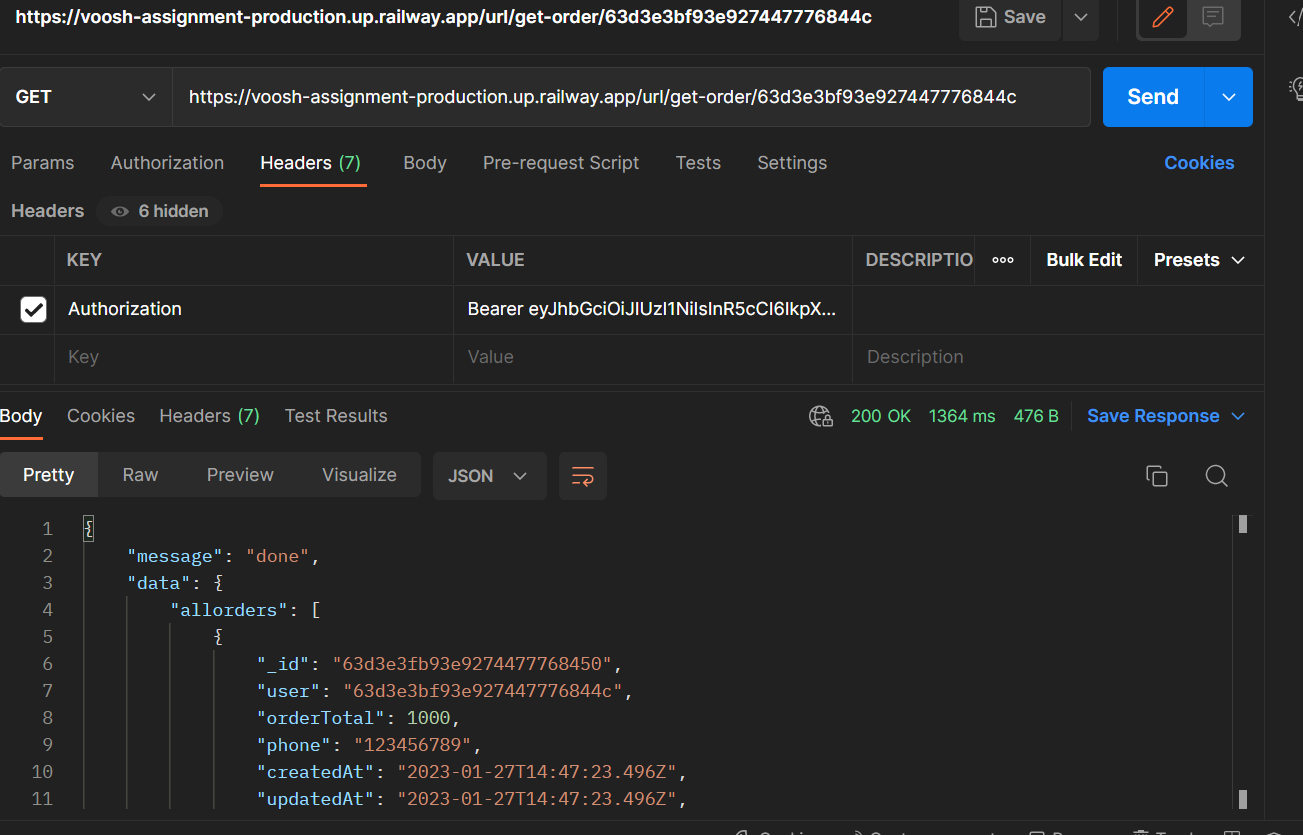 https://voosh-assignment-production.up.railway.app/url/get-order/63d3e3bf93e927447776844c Save
GET https://voosh-assignment-production.up.railway.app/url/get-order/63d3e3bf93e927447776844c Send
Params Authorization Headers (7) Body Pre-request Script Tests Settings Cookies
Headers 6 hidden
KEY VALUE DESCRIPTIO Bulk Edit Presets
Authorization Bearer eyJhbGciOiJIUzI1NiIsInR5cCI6IkpX...
Key Value Description
Body Cookies Headers (7) Test Results 200 OK 1364 ms 476 B Save Response
Pretty Raw Preview Visualize JSON
1 {
2 "message": "done",
3 "data": {
4 "allorders": [
5 {
6 "_id": "63d3e3fb93e9274477768450",
7 "user": "63d3e3bf93e927447776844c",
8 "orderTotal": 1000,
9 "phone": "123456789",
10 "createdAt": "2023-01-27T14:47:23.496Z",
11 "updatedAt": "2023-01-27T14:47:23.496Z",